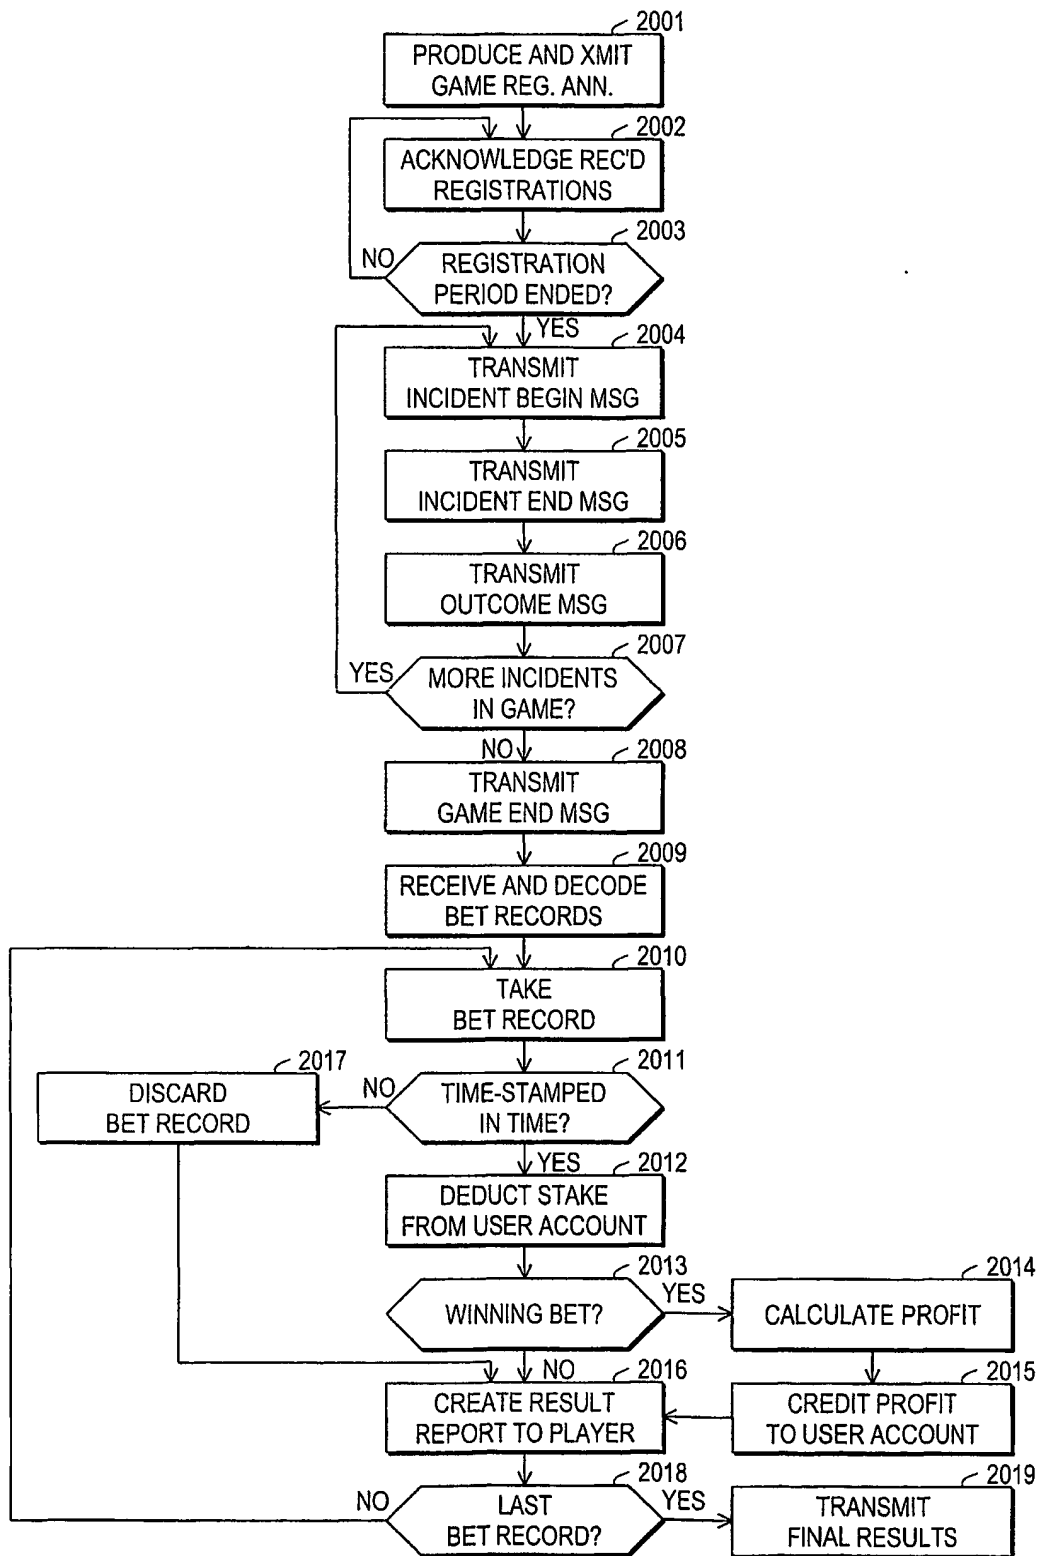 2001
PRODUCE AND XMIT
GAME REG. ANN.
2002
ACKNOWLEDGE REC'D
REGISTRATIONS
2003
NO
REGISTRATION
PERIOD ENDED?
YES
2004
TRANSMIT
INCIDENT BEGIN MSG
2005
TRANSMIT
INCIDENT END MSG
2006
TRANSMIT
OUTCOME MSG
2007
YES
MORE INCIDENTS
IN GAME?
NO
2008
TRANSMIT
GAME END MSG
2009
RECEIVE AND DECODE
BET RECORDS
2010
TAKE
BET RECORD
2011
NO
TIME-STAMPED
IN TIME?
2017
DISCARD
BET RECORD
YES
2012
DEDUCT STAKE
FROM USER ACCOUNT
2013
WINNING BET?
YES
2014
CALCULATE PROFIT
NO
2016
CREATE RESULT
REPORT TO PLAYER
2015
CREDIT PROFIT
TO USER ACCOUNT
2018
NO
LAST
BET RECORD?
YES
2019
TRANSMIT
FINAL RESULTS